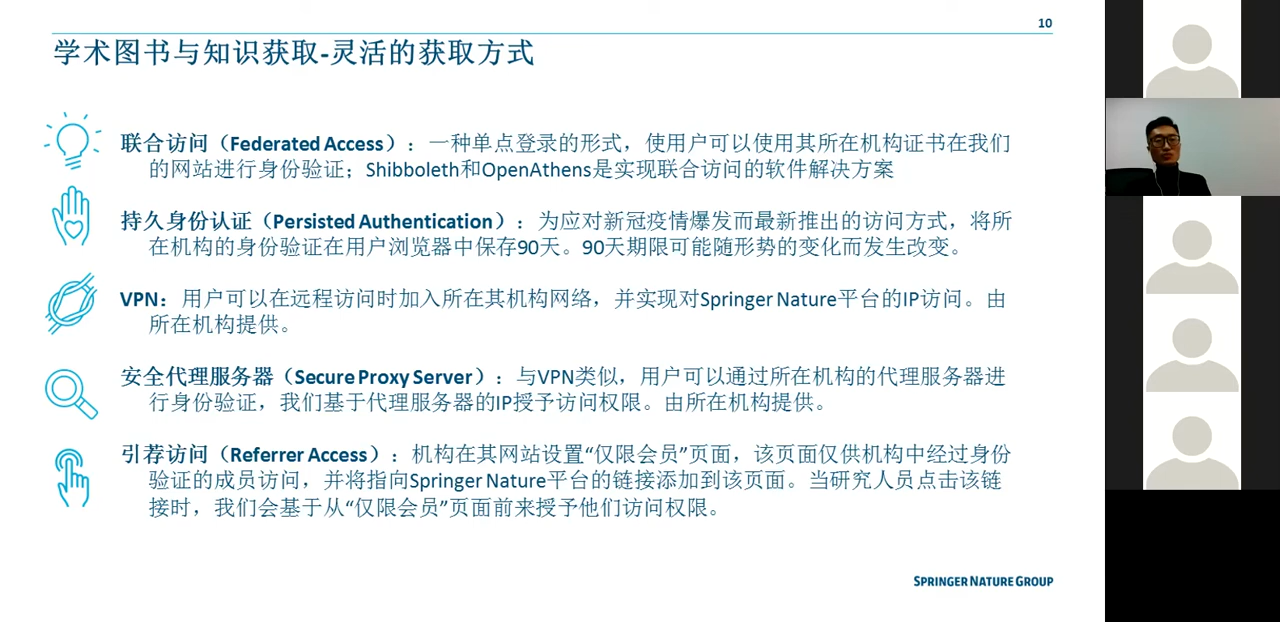 10
学术图书与知识获取-灵活的获取方式
联合访问（Federated Access）：一种单点登录的形式，使用户可以使用其所在机构证书在我们
的网站进行身份验证；Shibboleth和OpenAthens是实现联合访问的软件解决方案
持久身份认证（Persisted Authentication）：为应对新冠疫情爆发而最新推出的访问方式，将所
在机构的身份验证在用户浏览器中保存90天。90天期限可能随形势的变化而发生改变。
VPN：用户可以在远程访问时加入所在其机构网络，并实现对Springer Nature平台的IP访问。由
所在机构提供。
安全代理服务器（Secure Proxy Server）：与VPN类似，用户可以通过所在机构的代理服务器进
行身份验证，我们基于代理服务器的IP授予访问权限。由所在机构提供。
引荐访问（Referrer Access）：机构在其网站设置“仅限会员”页面，该页面仅供机构中经过身份
验证的成员访问，并将指向Springer Nature平台的链接添加到该页面。当研究人员点击该链
接时，我们会基于从“仅限会员”页面前来授予他们访问权限。
SPRINGER NATURE GROUP